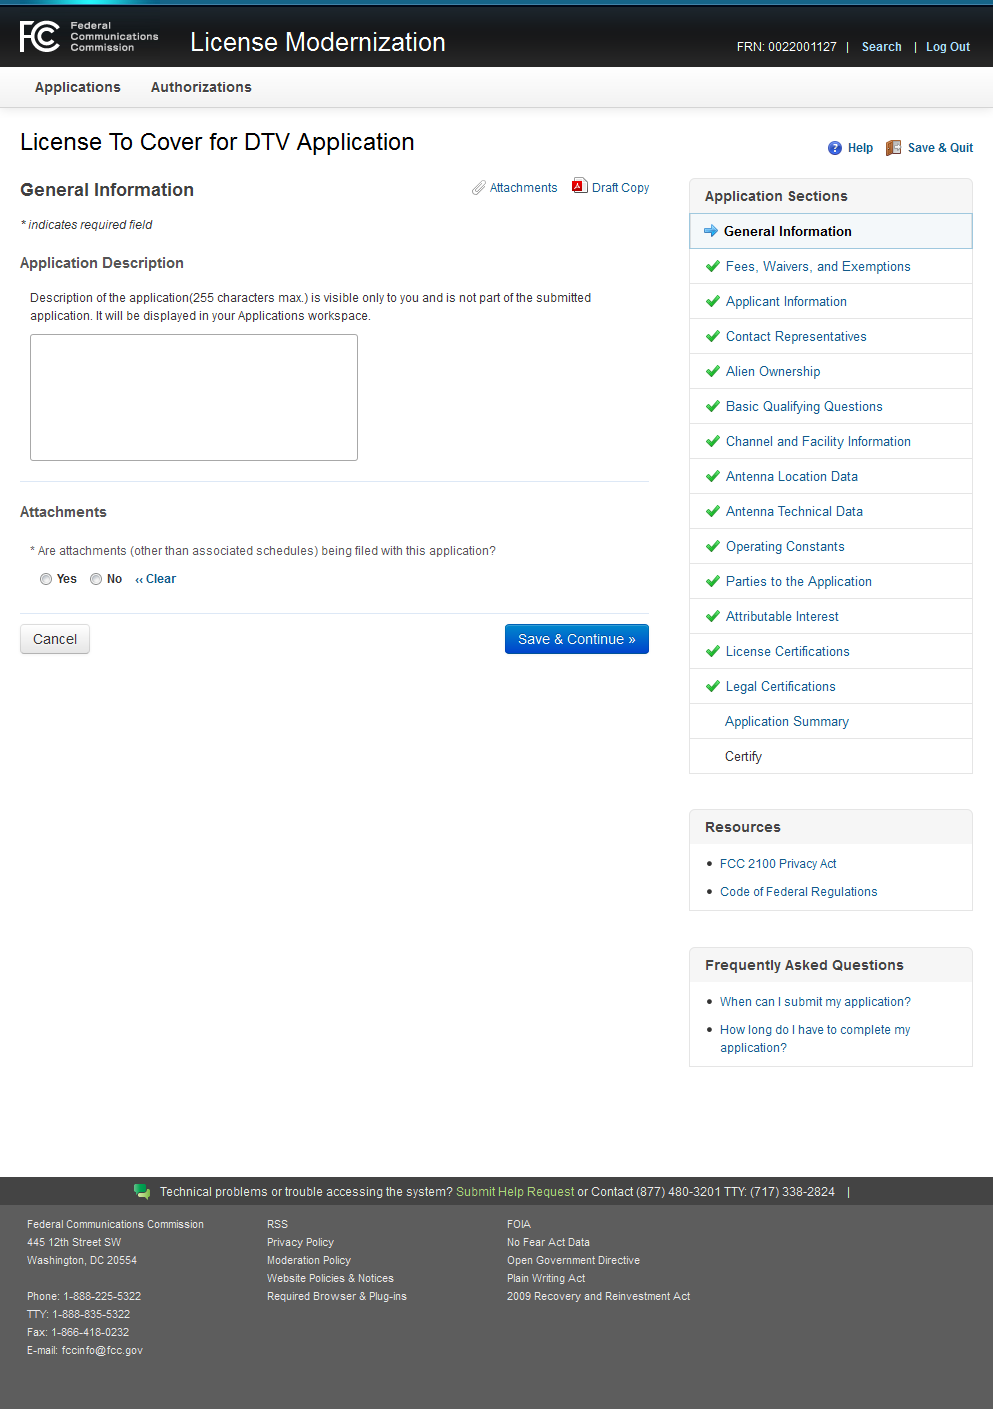 FCC Federal Communications Commission
License Modernization
FRN: 0022001127 | Search | Log Out
Applications Authorizations
License To Cover for DTV Application
Help Save & Quit
General Information
Attachments Draft Copy
* indicates required field
Application Description
Description of the application(255 characters max.) is visible only to you and is not part of the submitted
application. It will be displayed in your Applications workspace.
Attachments
* Are attachments (other than associated schedules) being filed with this application?
Yes No ‹‹ Clear
Cancel Save & Continue »
Application Sections
General Information
Fees, Waivers, and Exemptions
Applicant Information
Contact Representatives
Alien Ownership
Basic Qualifying Questions
Channel and Facility Information
Antenna Location Data
Antenna Technical Data
Operating Constants
Parties to the Application
Attributable Interest
License Certifications
Legal Certifications
Application Summary
Certify
Resources
• FCC 2100 Privacy Act
• Code of Federal Regulations
Frequently Asked Questions
• When can I submit my application?
• How long do I have to complete my
application?
Technical problems or trouble accessing the system? Submit Help Request or Contact (877) 480-3201 TTY: (717) 338-2824 |
Federal Communications Commission
445 12th Street SW
Washington, DC 20554
Phone: 1-888-225-5322
TTY: 1-888-835-5322
Fax: 1-866-418-0232
E-mail: fccinfo@fcc.gov
RSS
Privacy Policy
Moderation Policy
Website Policies & Notices
Required Browser & Plug-ins
FOIA
No Fear Act Data
Open Government Directive
Plain Writing Act
2009 Recovery and Reinvestment Act